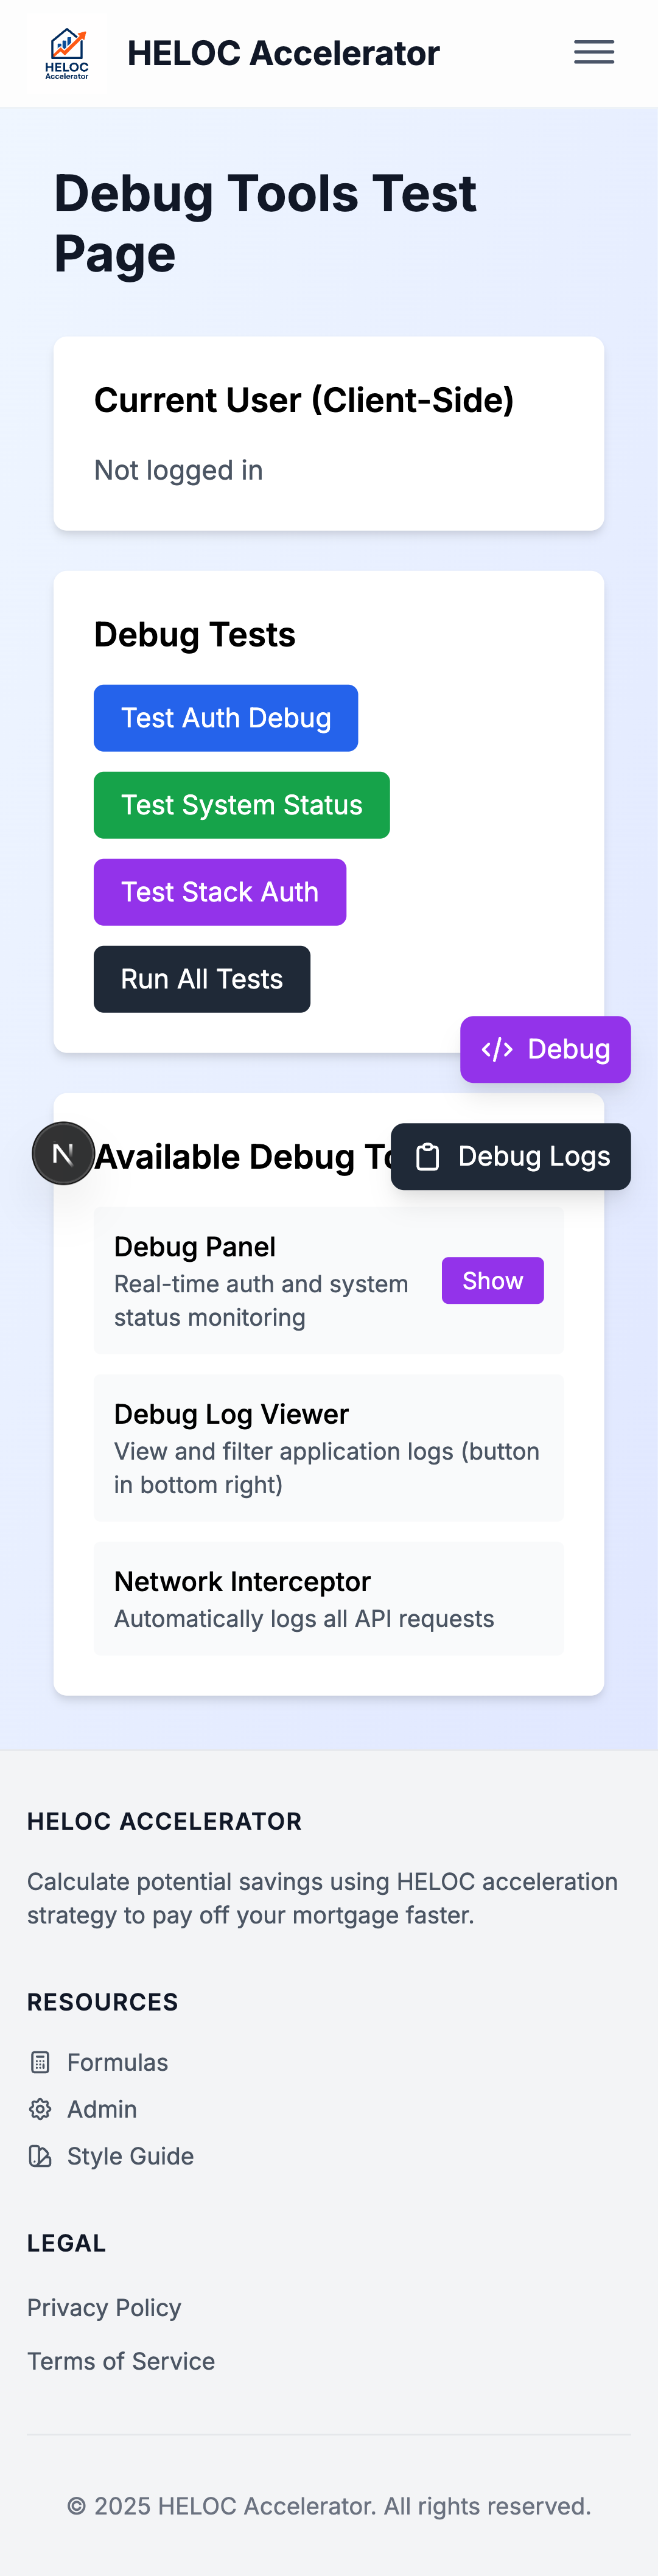 HELOC
Accelerator
HELOC Accelerator
Debug Tools Test
Page
Current User (Client-Side)
Not logged in
Debug Tests
Test Auth Debug
Test System Status
Test Stack Auth
Run All Tests
Debug
N
Available Debug
Debug Logs
Debug Panel
Real-time auth and system
status monitoring
Show
Debug Log Viewer
View and filter application logs (button
in bottom right)
Network Interceptor
Automatically logs all API requests
HELOC ACCELERATOR
Calculate potential savings using HELOC acceleration
strategy to pay off your mortgage faster.
RESOURCES
Formulas
Admin
Style Guide
LEGAL
Privacy Policy
Terms of Service
© 2025 HELOC Accelerator. All rights reserved.